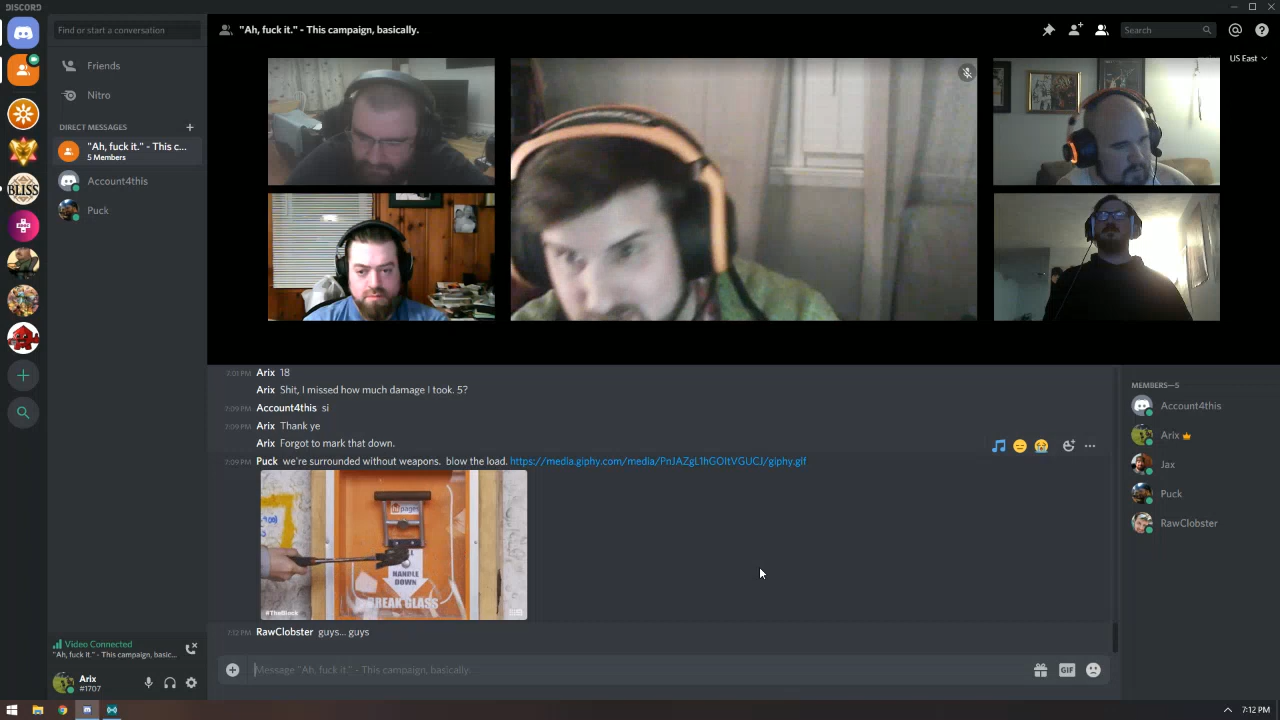 DISCORD
Find or start a conversation
"Ah, fuck it." - This campaign, basically.
Search
US East
Friends
Nitro
DIRECT MESSAGES
"Ah, fuck it." - This c...
5 Members
Account4this
Puck
BLISS
7:01 PM Arix 18
Arix Shit, I missed how much damage I took. 5?
Account4this si
7:09 PM Arix Thank ye
Arix Forgot to mark that down.
7:09 PM Puck we're surrounded without weapons. blow the load. https://media.giphy.com/media/PnJAZgL1hGOltVGUCJ/giphy.gif
HANDLE
DOWN
BREAK GLASS
#TheBlock
7:12 PM RawClobster guys... guys
MEMBERS—5
Account4this
Arix
Jax
Puck
RawClobster
Video Connected
"Ah, fuck it." - This campaign, basic...
Arix
#1707
Message "Ah, fuck it." - This campaign, basically.
GIF
7:12 PM